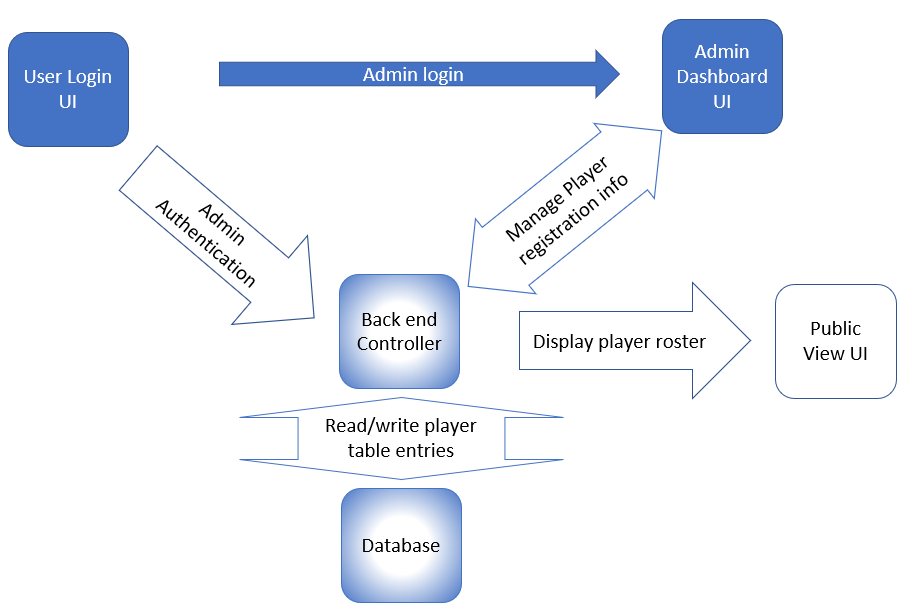 User Login
UI
Admin login
Admin
Dashboard
UI
Admin
Authentication
Manage Player
registration info
Back end
Controller
Display player roster
Public
View UI
Read/write player
table entries
Database